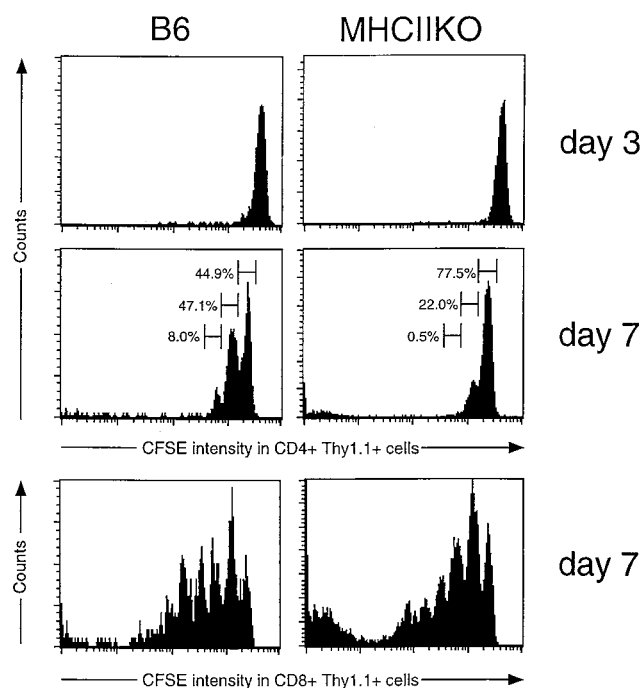 B6 MHCIIKO
day 3
Counts
44.9%
47.1%
8.0%
77.5%
22.0%
0.5%
day 7
CFSE intensity in CD4+ Thy1.1+ cells
Counts
day 7
CFSE intensity in CD8+ Thy1.1+ cells